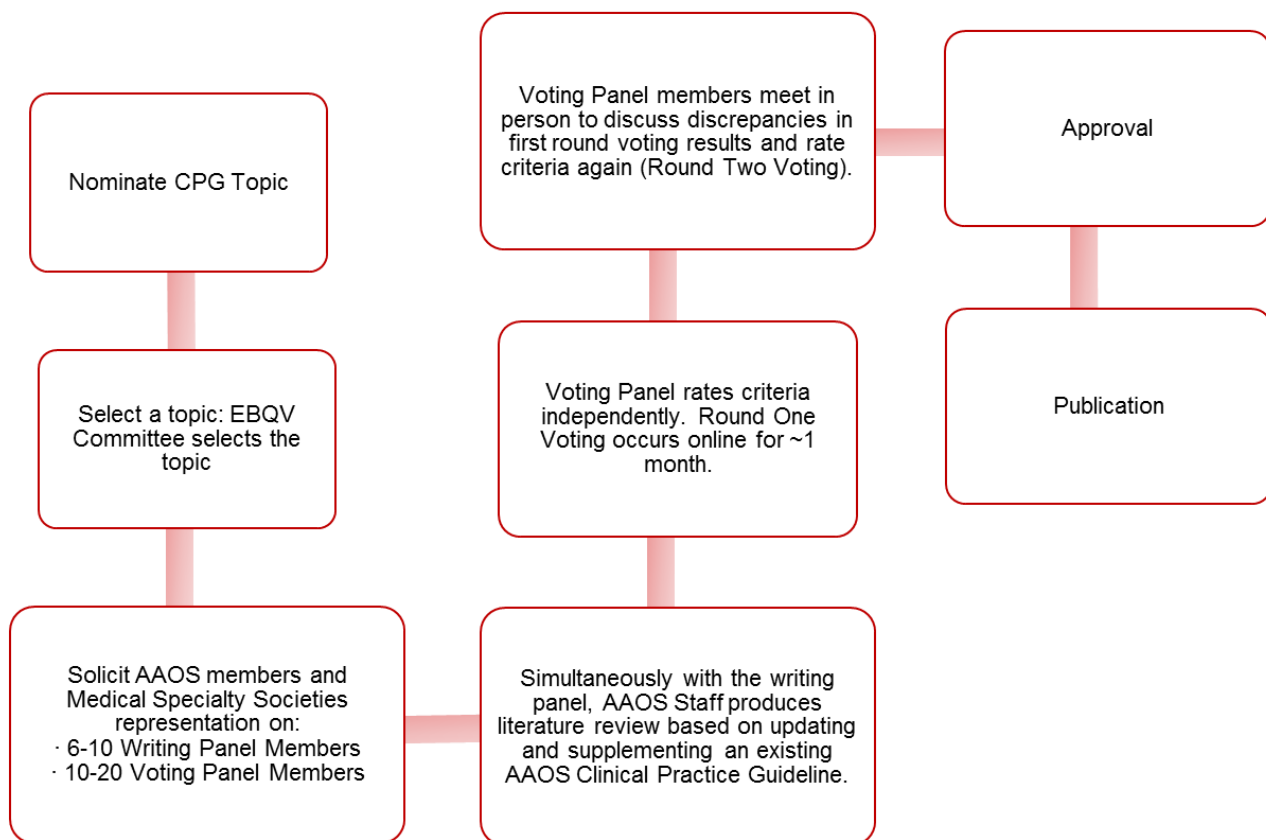 Nominate CPG Topic
Select a topic: EBQV
Committee selects the
topic
Solicit AAOS members and
Medical Specialty Societies
representation on:
· 6-10 Writing Panel Members
· 10-20 Voting Panel Members
Simultaneously with the writing
panel, AAOS Staff produces
literature review based on updating
and supplementing an existing
AAOS Clinical Practice Guideline.
Voting Panel rates criteria
independently.  Round One
Voting occurs online for ~1
month.
Voting Panel members meet in
person to discuss discrepancies in
first round voting results and rate
criteria again (Round Two Voting).
Approval
Publication